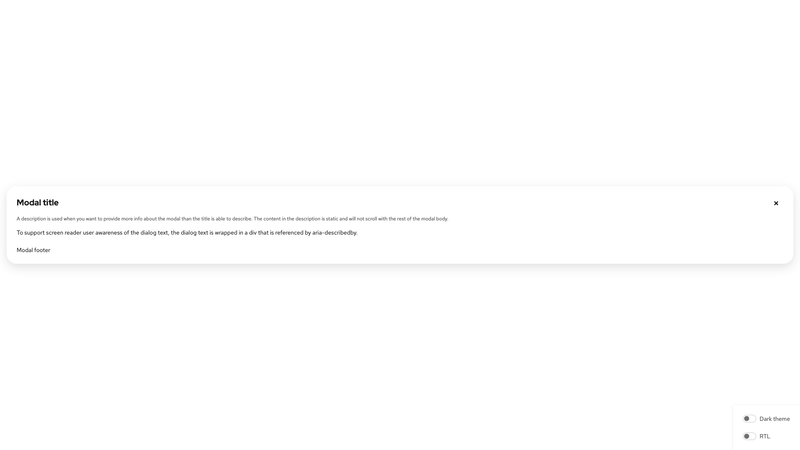 Modal title
A description is used when you want to provide more info about the modal than the title is able to describe. The content in the description is static and will not scroll with the rest of the modal body.
To support screen reader user awareness of the dialog text, the dialog text is wrapped in a div that is referenced by aria-describedby.
Modal footer
Dark theme
RTL